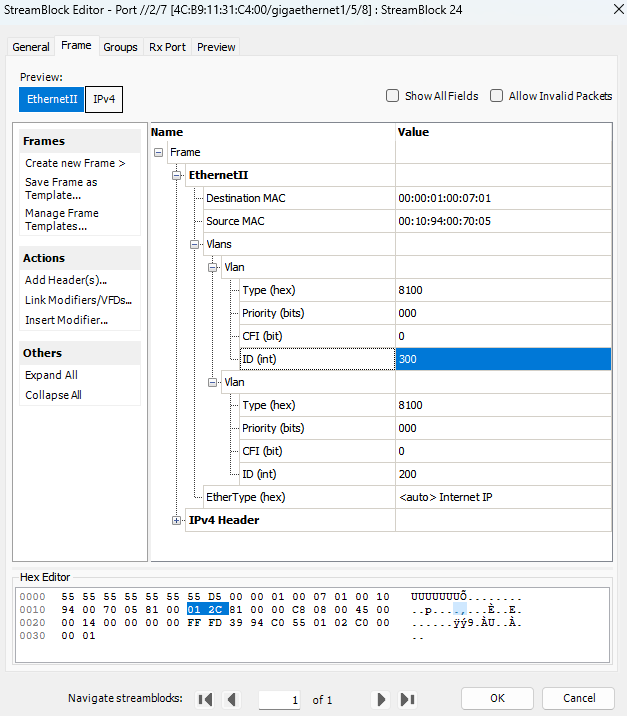 StreamBlock Editor - Port //2/7 [4C:B9:11:31:C4:00/gigaethernet1/5/8] : StreamBlock 24
General Frame Groups Rx Port Preview
Preview:
EthernetII IPv4
Show All Fields Allow Invalid Packets
Frames
Create new Frame >
Save Frame as
Template...
Manage Frame
Templates...
Actions
Add Header(s)...
Link Modifiers/VFDs...
Insert Modifier...
Others
Expand All
Collapse All
Name Value
Frame
EthernetII
Destination MAC 00:00:01:00:07:01
Source MAC 00:10:94:00:70:05
Vlans
Vlan
Type (hex) 8100
Priority (bits) 000
CFI (bit) 0
ID (int) 300
Vlan
Type (hex) 8100
Priority (bits) 000
CFI (bit) 0
ID (int) 200
EtherType (hex) <auto> Internet IP
IPv4 Header
Hex Editor
0000 55 55 55 55 55 55 55 D5 00 00 01 00 07 01 00 10 UUUUUUUÕ........
0010 94 00 70 05 81 00 01 2C 81 00 00 C8 08 00 45 00 ..p....,...È..E.
0020 00 14 00 00 00 00 FF FD 39 94 C0 55 01 02 C0 00 ......ÿý9.ÀU..À.
0030 00 01 ..
Navigate streamblocks: 1 of 1 OK Cancel